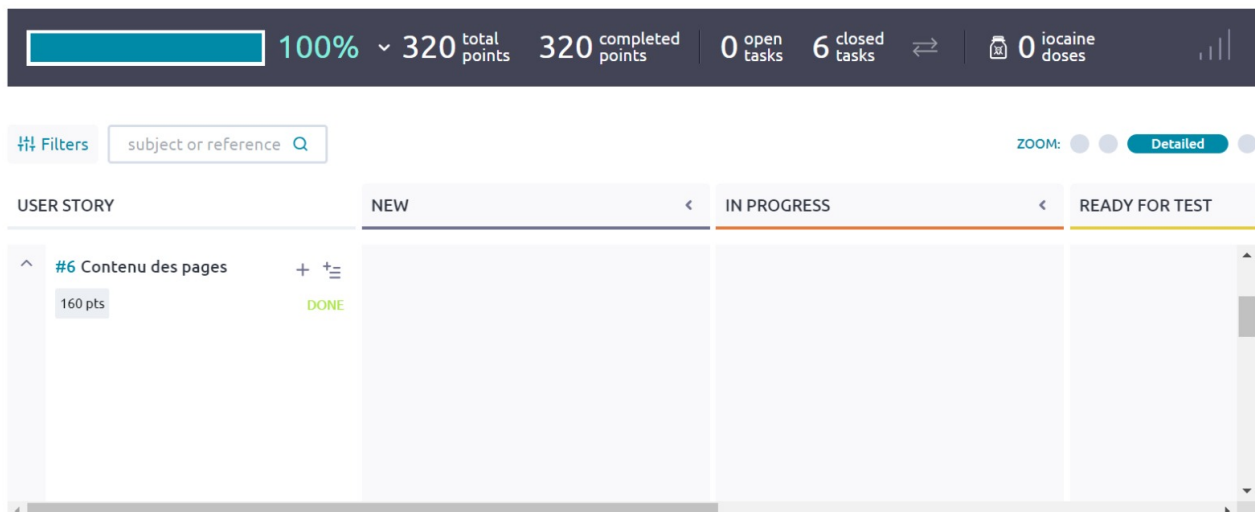 100% 320 total points 320 completed points 0 open tasks 6 closed tasks 0 iocaine doses
Filters subject or reference ZOOM: Detailed
USER STORY NEW IN PROGRESS READY FOR TEST
#6 Contenu des pages
160 pts DONE